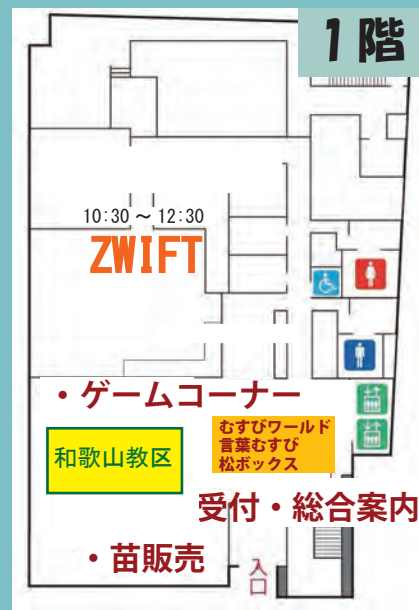 1階
10:30～12:30
ZWIFT
・ゲームコーナー
むすびワールド
言葉むすび
松ボックス
和歌山教区
受付・総合案内
・苗販売
入口